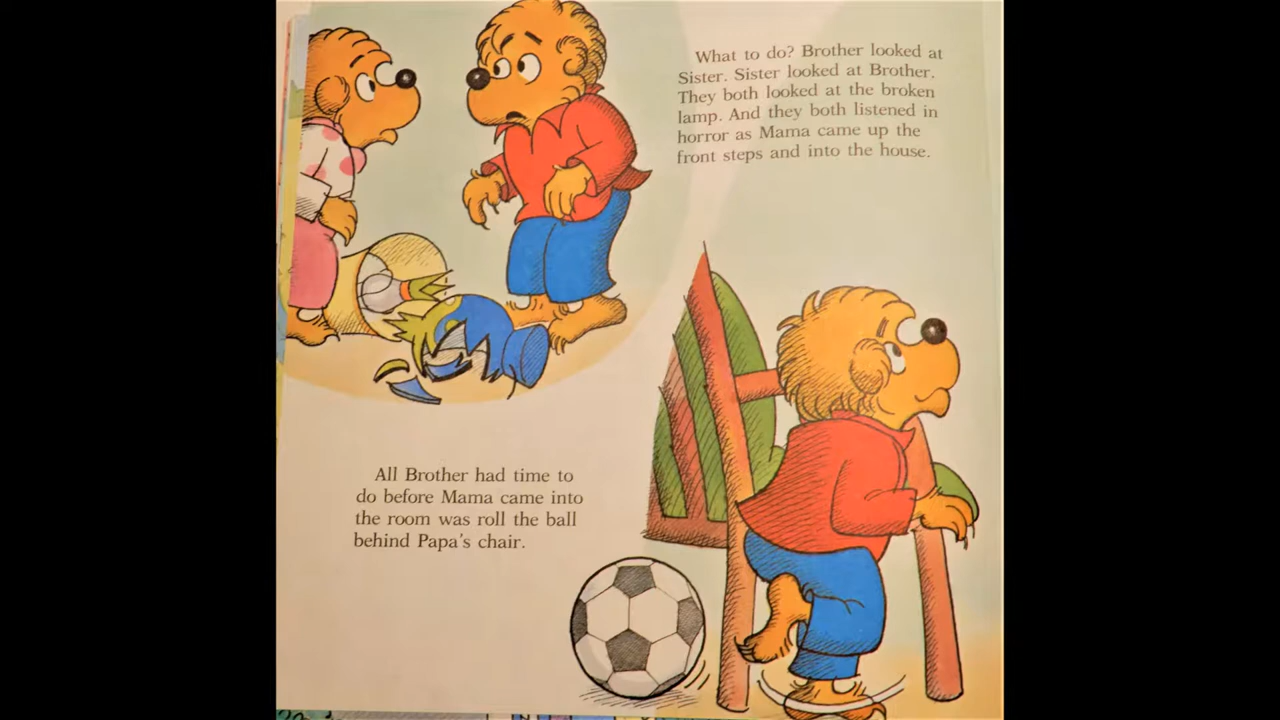 What to do? Brother looked at
Sister. Sister looked at Brother.
They both looked at the broken
lamp. And they both listened in
horror as Mama came up the
front steps and into the house.
All Brother had time to
do before Mama came into
the room was roll the ball
behind Papa's chair.